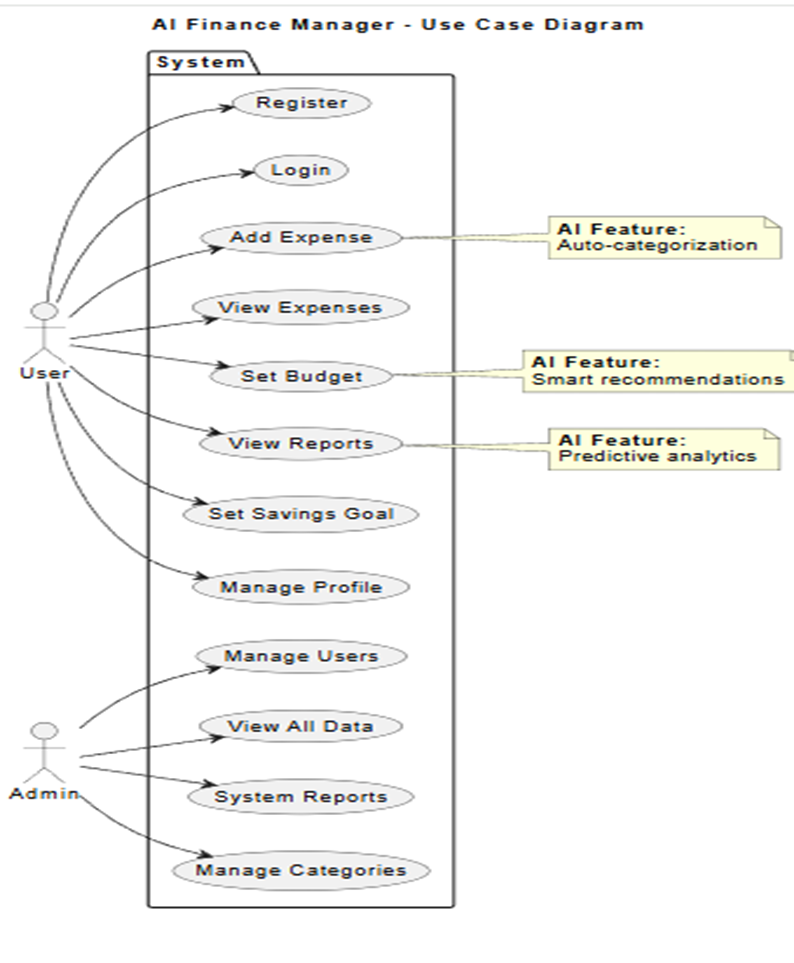 AI Finance Manager - Use Case Diagram
System
Register
Login
Add Expense
AI Feature:
Auto-categorization
View Expenses
User
Set Budget
AI Feature:
Smart recommendations
View Reports
AI Feature:
Predictive analytics
Set Savings Goal
Manage Profile
Manage Users
View All Data
Admin
System Reports
Manage Categories